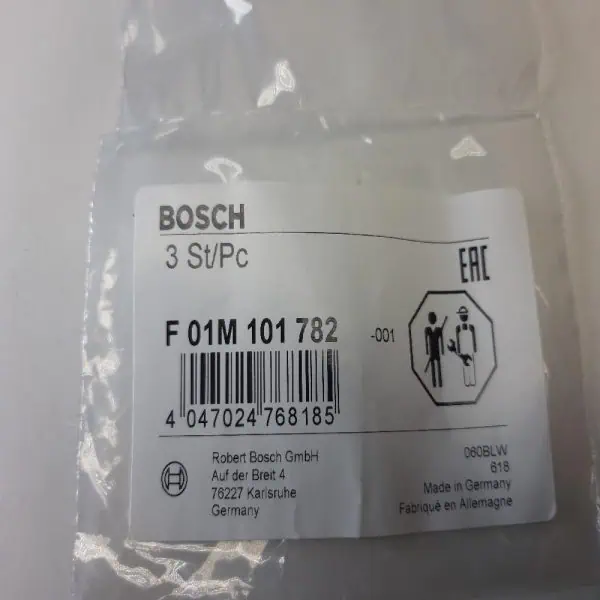 BOSCH
3 St/Pc
EAC
F 01M 101 782
-001
4 047024 768185
Robert Bosch GmbH
Auf der Breit 4
76227 Karlsruhe
Germany
060BLW
618
Made in Germany
Fabriqué en Allemagne